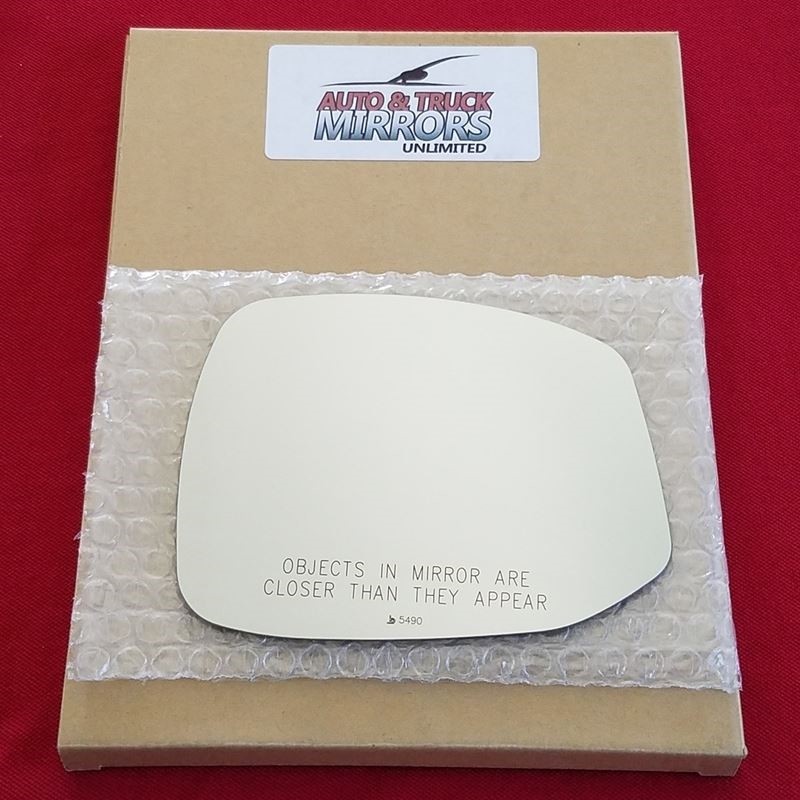 AUTO & TRUCK
MIRRORS
UNLIMITED
OBJECTS IN MIRROR ARE
CLOSER THAN THEY APPEAR
b 5490